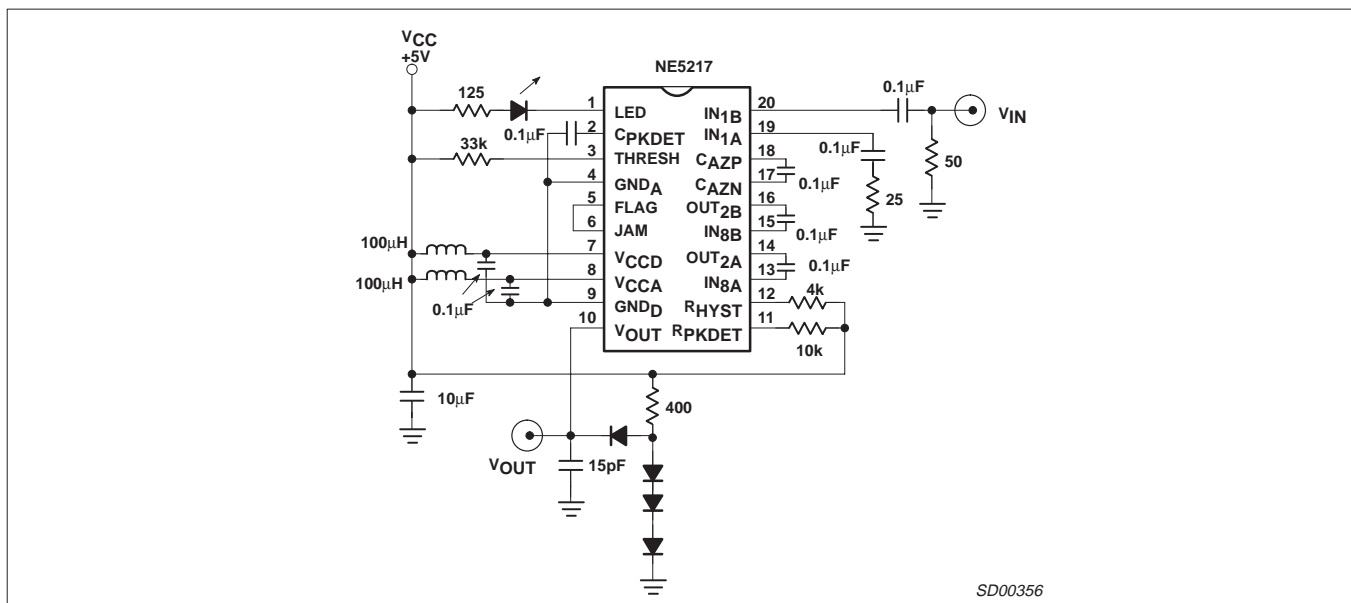 VCC
+5V
NE5217
125
0.1μF
33k
1
2
3
4
5
6
7
8
9
10
LED
CPKDET
THRESH
GNDA
FLAG
JAM
VCCD
VCCA
GNDD
VOUT
IN1B
IN1A
CAZP
CAZN
OUT2B
IN8B
OUT2A
IN8A
RHYST
RPKDET
20
19
18
17
16
15
14
13
12
11
0.1μF
VIN
0.1μF
50
25
0.1μF
0.1μF
0.1μF
4k
10k
100μH
100μH
0.1μF
10μF
400
VOUT
15pF
SD00356